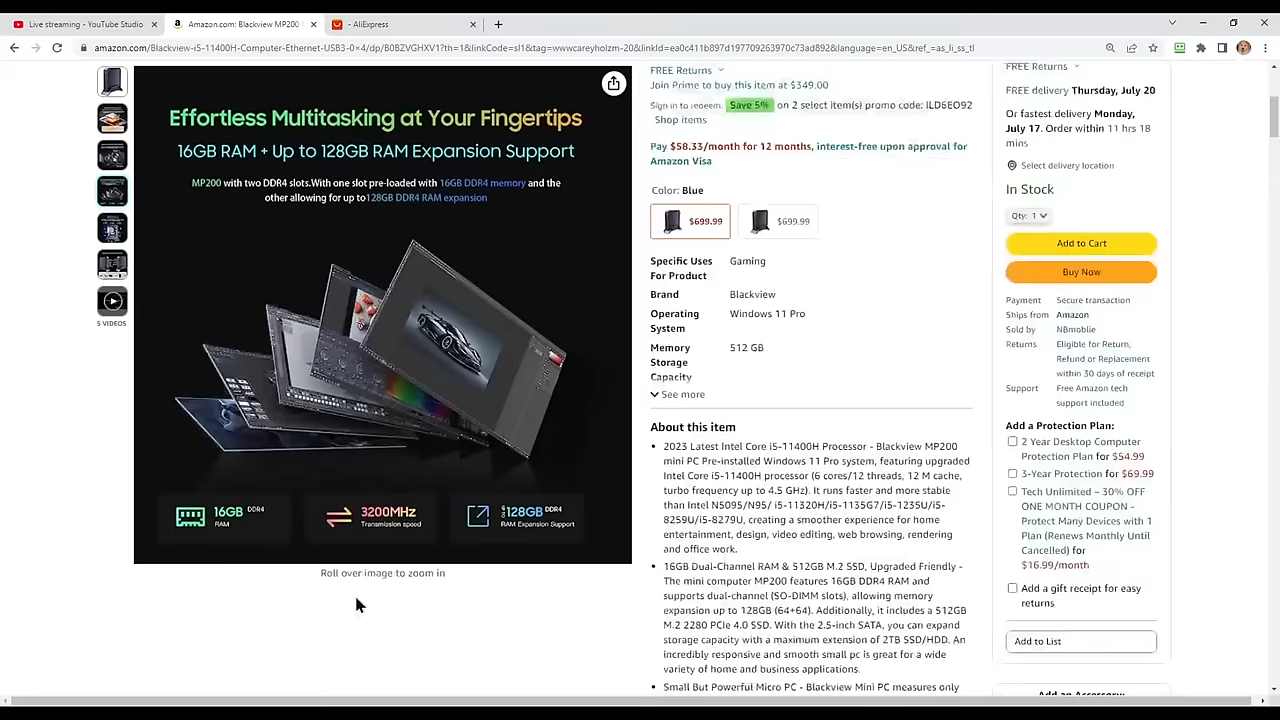 Live streaming - YouTube Studio
Amazon.com: Blackview MP200
- AliExpress
amazon.com/Blackview-i5-11400H-Computer-Ethernet-USB3-0×4/dp/B0BZVGHXV1?th=1&linkCode=sl1&tag=wwwcareyholzm-20&linkId=ea0c411b897d197709263970c73ad892&language=en_US&ref_=as_li_ss_tl
5 VIDEOS
Effortless Multitasking at Your Fingertips
16GB RAM + Up to 128GB RAM Expansion Support
MP200 with two DDR4 slots.With one slot pre-loaded with 16GB DDR4 memory and the
other allowing for up to128GB DDR4 RAM expansion
16GB DDR4
RAM
3200MHz
Transmission speed
UP TO 128GB DDR4
RAM Expansion Support
Roll over image to zoom in
FREE Returns
Join Prime to buy this item at $349.00
Sign in to redeem. Save 5% on 2 select item(s) promo code: ILD6EO92
Shop items
Pay $58.33/month for 12 months, interest-free upon approval for
Amazon Visa
Color: Blue
$699.99
$699.99
Specific Uses
For Product
Gaming
Brand
Blackview
Operating
System
Windows 11 Pro
Memory
Storage
Capacity
512 GB
See more
About this item
• 2023 Latest Intel Core i5-11400H Processor - Blackview MP200
mini PC Pre-installed Windows 11 Pro system, featuring upgraded
Intel Core i5-11400H processor (6 cores/12 threads, 12 M cache,
turbo frequency up to 4.5 GHz). It runs faster and more stable
than Intel N5095/N95/ i5-11320H/i5-1135G7/i5-1235U/i5-
8259U/i5-8279U, creating a smoother experience for home
entertainment, design, video editing, web browsing, rendering
and office work.
• 16GB Dual-Channel RAM & 512GB M.2 SSD, Upgraded Friendly -
The mini computer MP200 features 16GB DDR4 RAM and
supports dual-channel (SO-DIMM slots), allowing memory
expansion up to 128GB (64+64). Additionally, it includes a 512GB
M.2 2280 PCIe 4.0 SSD. With the 2.5-inch SATA, you can expand
storage capacity with a maximum extension of 2TB SSD/HDD. An
incredibly responsive and smooth small pc is great for a wide
variety of home and business applications.
• Small But Powerful Micro PC - Blackview Mini PC measures only
FREE Returns
FREE delivery Thursday, July 20
Or fastest delivery Monday,
July 17. Order within 11 hrs 18
mins
Select delivery location
In Stock
Qty: 1
Add to Cart
Buy Now
Payment
Secure transaction
Ships from
Amazon
Sold by
NBmoblie
Returns
Eligible for Return,
Refund or Replacement
within 30 days of receipt
Support
Free Amazon tech
support included
Add a Protection Plan:
2 Year Desktop Computer
Protection Plan for $54.99
3-Year Protection for $69.99
Tech Unlimited – 30% OFF
ONE MONTH COUPON -
Protect Many Devices with 1
Plan (Renews Monthly Until
Cancelled) for
$16.99/month
Add a gift receipt for easy
returns
Add to List
Add an Accessory: